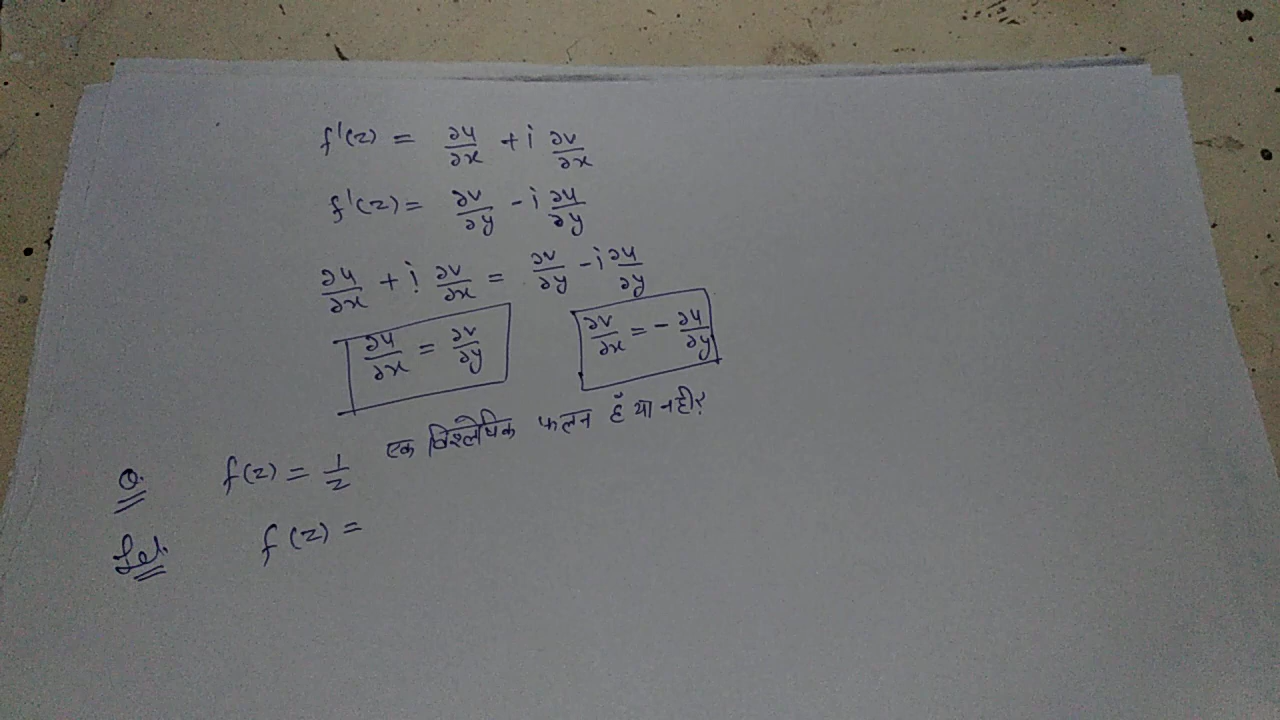 f'(z) = ∂u/∂x + i ∂v/∂x
f'(z) = ∂v/∂y - i ∂u/∂y
∂u/∂x + i ∂v/∂x = ∂v/∂y - i ∂u/∂y
∂u/∂x = ∂v/∂y ∂v/∂x = - ∂u/∂y
Q. f(z) = 1/z एक विश्लेषिक फलन है या नहीं?
Sol. f(z) =